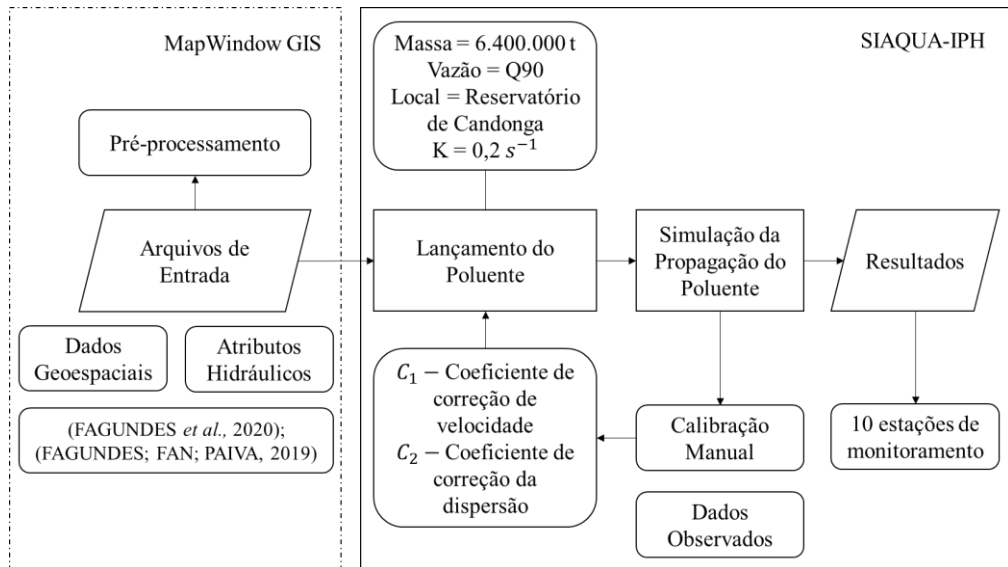 MapWindow GIS
Pré-processamento
Arquivos de
Entrada
Dados
Geoespaciais
Atributos
Hidráulicos
(FAGUNDES et al., 2020);
(FAGUNDES; FAN; PAIVA, 2019)
SIAQUA-IPH
Massa = 6.400.000 t
Vazão = Q90
Local = Reservatório
de Candonga
K = 0,2 s⁻¹
Lançamento do
Poluente
Simulação da
Propagação do
Poluente
Resultados
C₁ − Coeficiente de
correção de
velocidade
C₂ − Coeficiente de
correção da
dispersão
Calibração
Manual
Dados
Observados
10 estações de
monitoramento